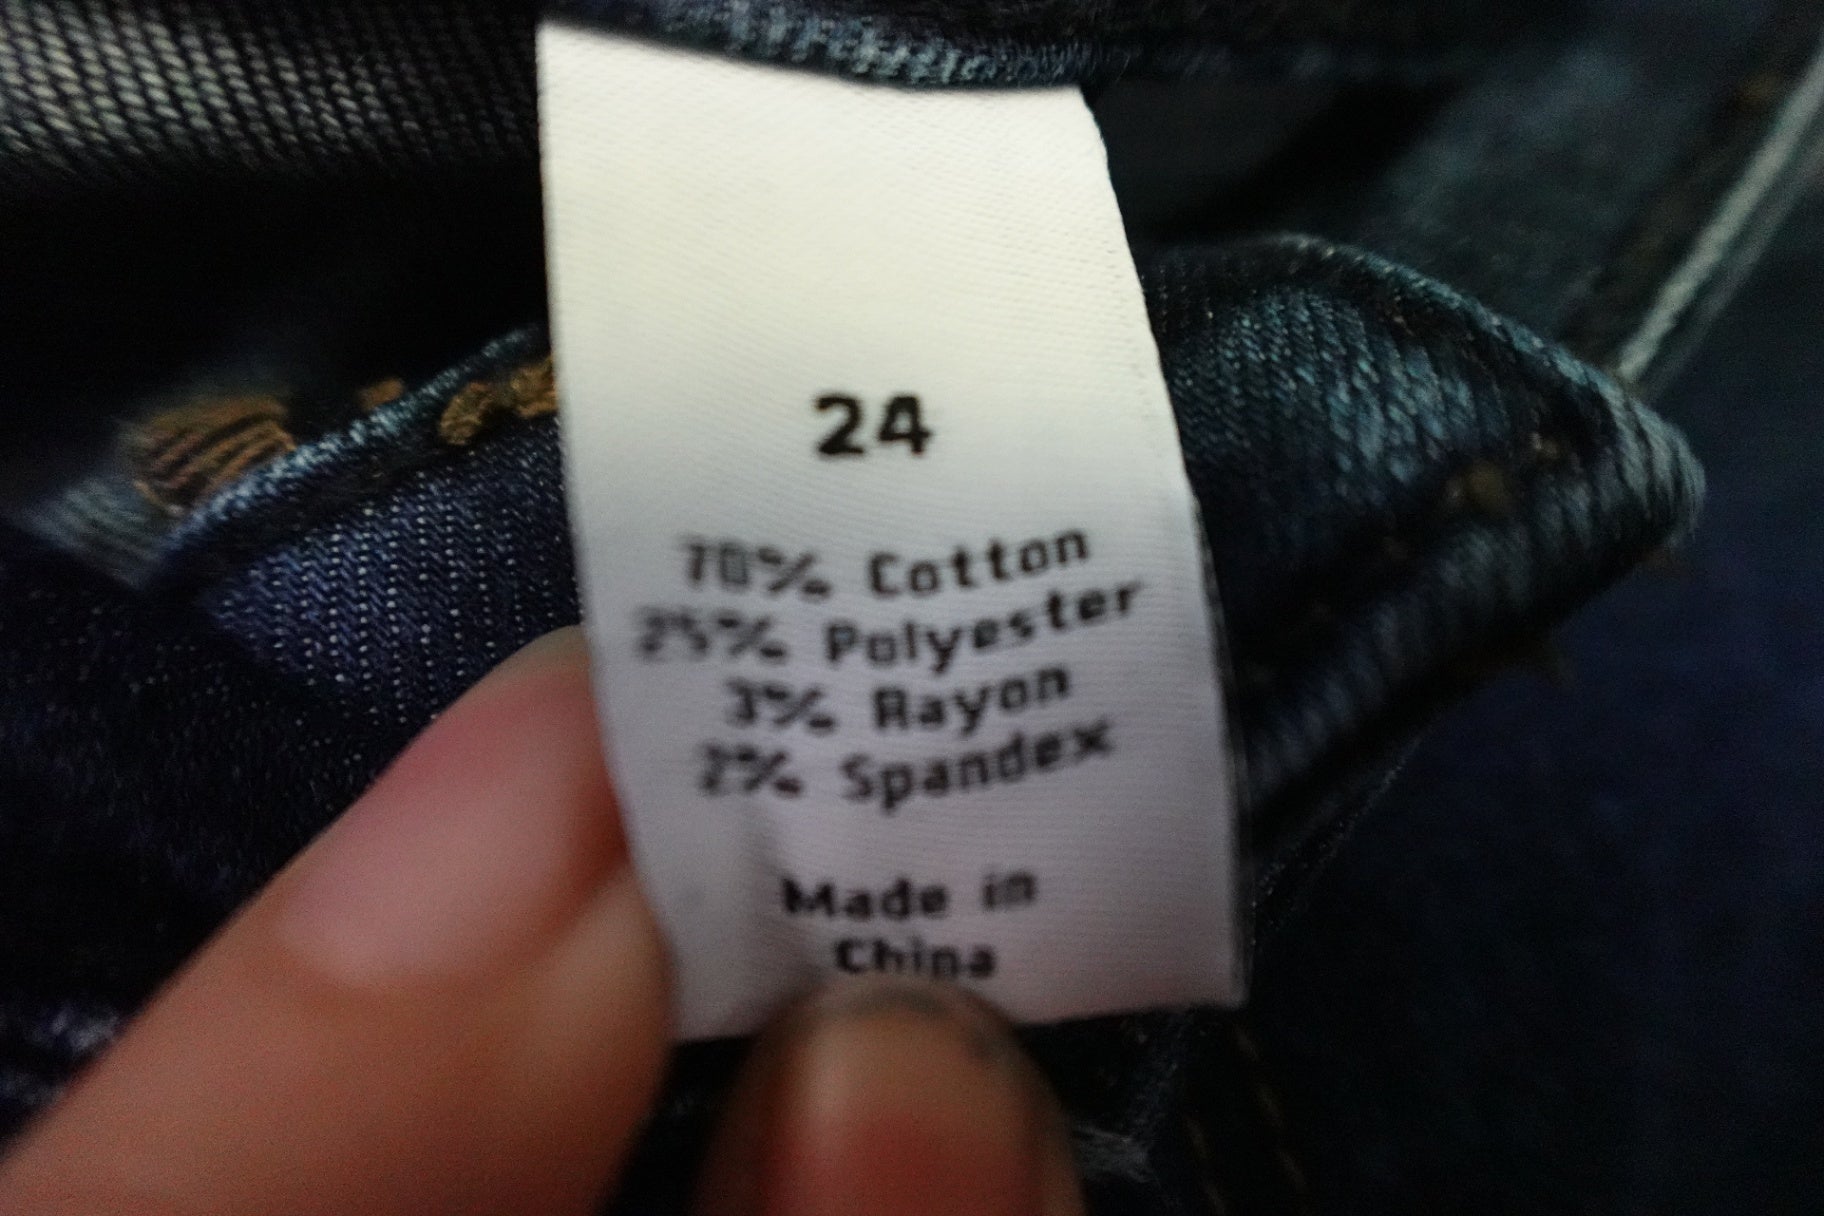 24
70% Cotton
25% Polyester
3% Rayon
2% Spandex
Made in
China